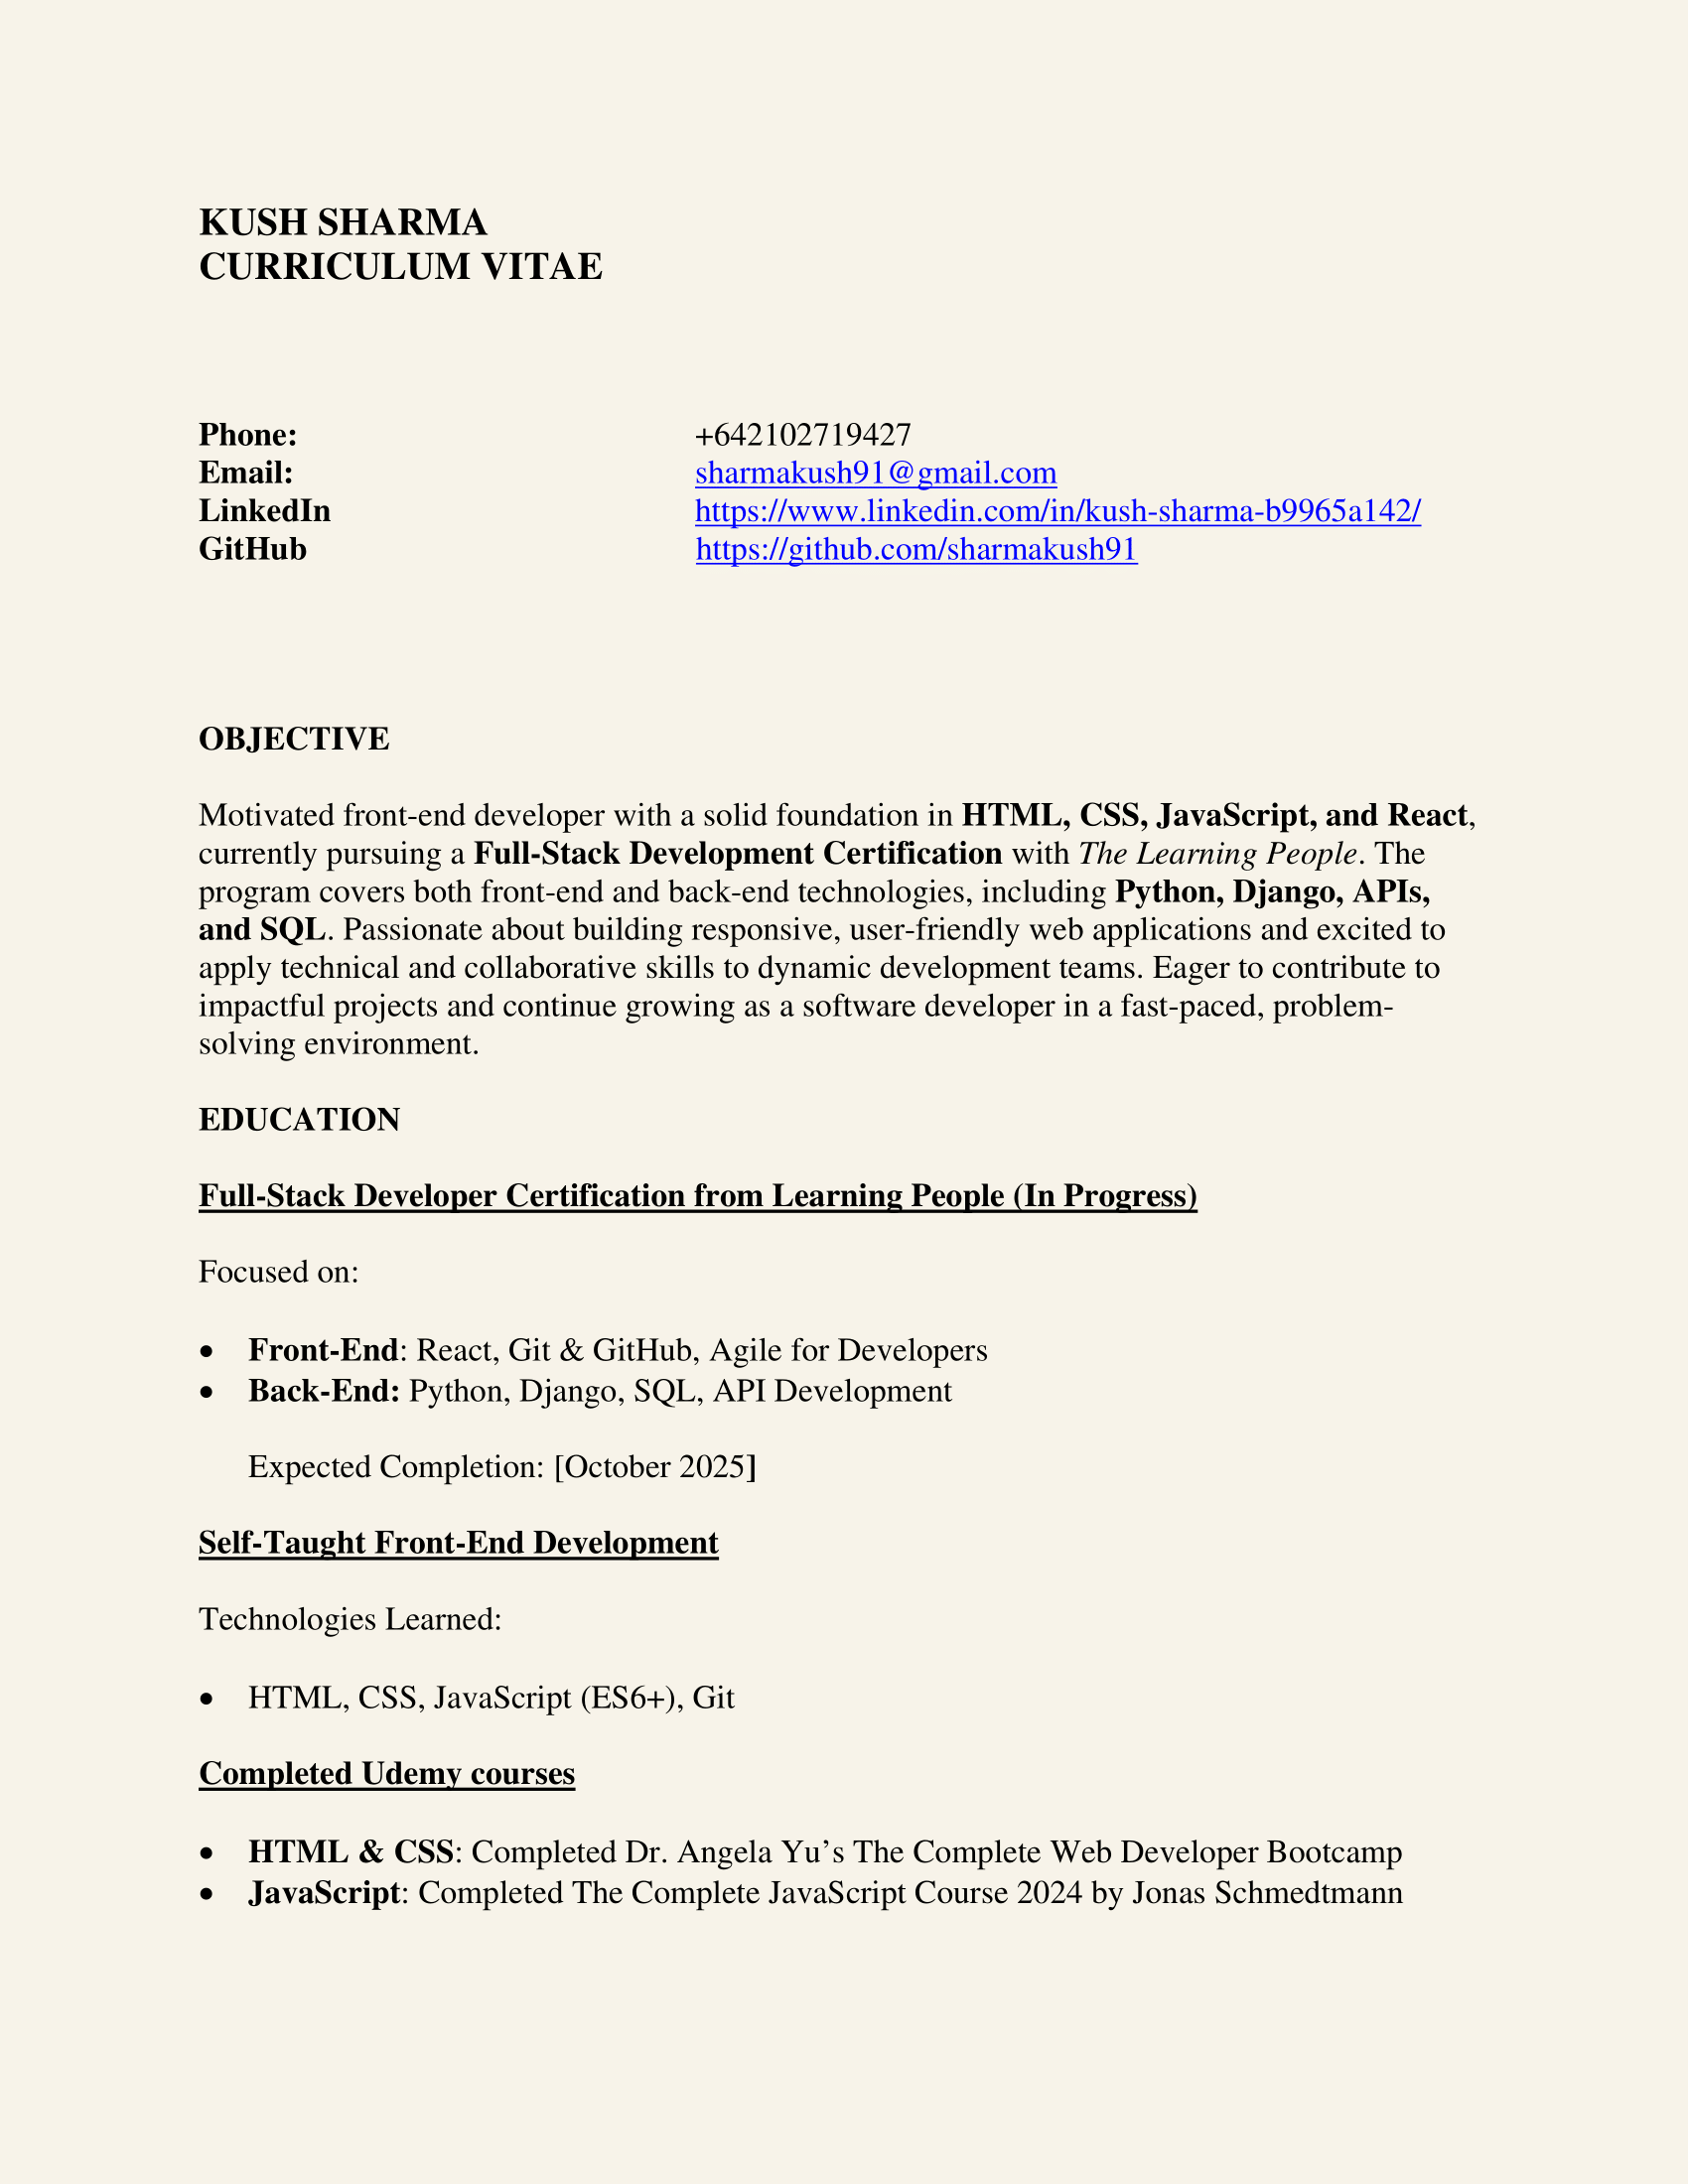 KUSH SHARMA
CURRICULUM VITAE
Phone: +642102719427
Email: sharmakush91@gmail.com
LinkedIn https://www.linkedin.com/in/kush-sharma-b9965a142/
GitHub https://github.com/sharmakush91
OBJECTIVE
Motivated front-end developer with a solid foundation in HTML, CSS, JavaScript, and React,
currently pursuing a Full-Stack Development Certification with The Learning People. The
program covers both front-end and back-end technologies, including Python, Django, APIs,
and SQL. Passionate about building responsive, user-friendly web applications and excited to
apply technical and collaborative skills to dynamic development teams. Eager to contribute to
impactful projects and continue growing as a software developer in a fast-paced, problem-
solving environment.
EDUCATION
Full-Stack Developer Certification from Learning People (In Progress)
Focused on:
• Front-End: React, Git & GitHub, Agile for Developers
• Back-End: Python, Django, SQL, API Development
Expected Completion: [October 2025]
Self-Taught Front-End Development
Technologies Learned:
• HTML, CSS, JavaScript (ES6+), Git
Completed Udemy courses
• HTML & CSS: Completed Dr. Angela Yu’s The Complete Web Developer Bootcamp
• JavaScript: Completed The Complete JavaScript Course 2024 by Jonas Schmedtmann